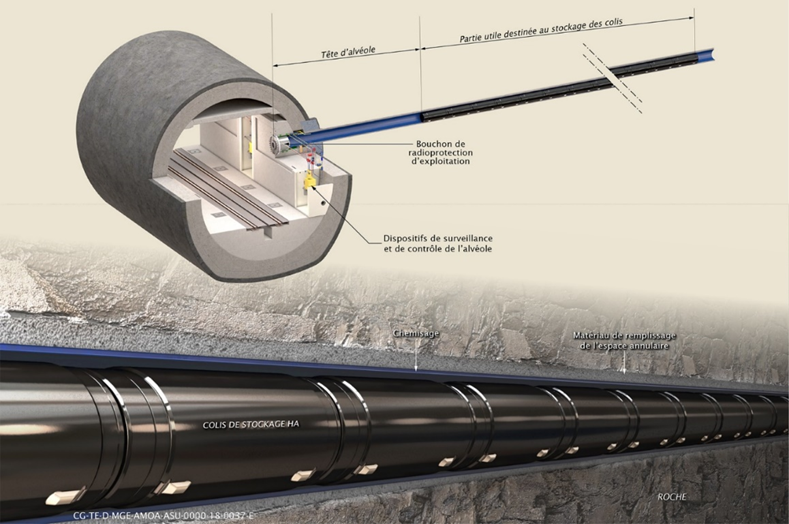 Tête d'alvéole
Partie utile destinée au stockage des colis
Bouchon de
radioprotection
d'exploitation
Dispositifs de surveillance
et de contrôle de l'alvéole
Chemisage
Matériau de remplissage
de l'espace annulaire
COLIS DE STOCKAGE HA
ROCHE
CG-TE-D-MGE-AMOA-ASU-0000-18-0037-E